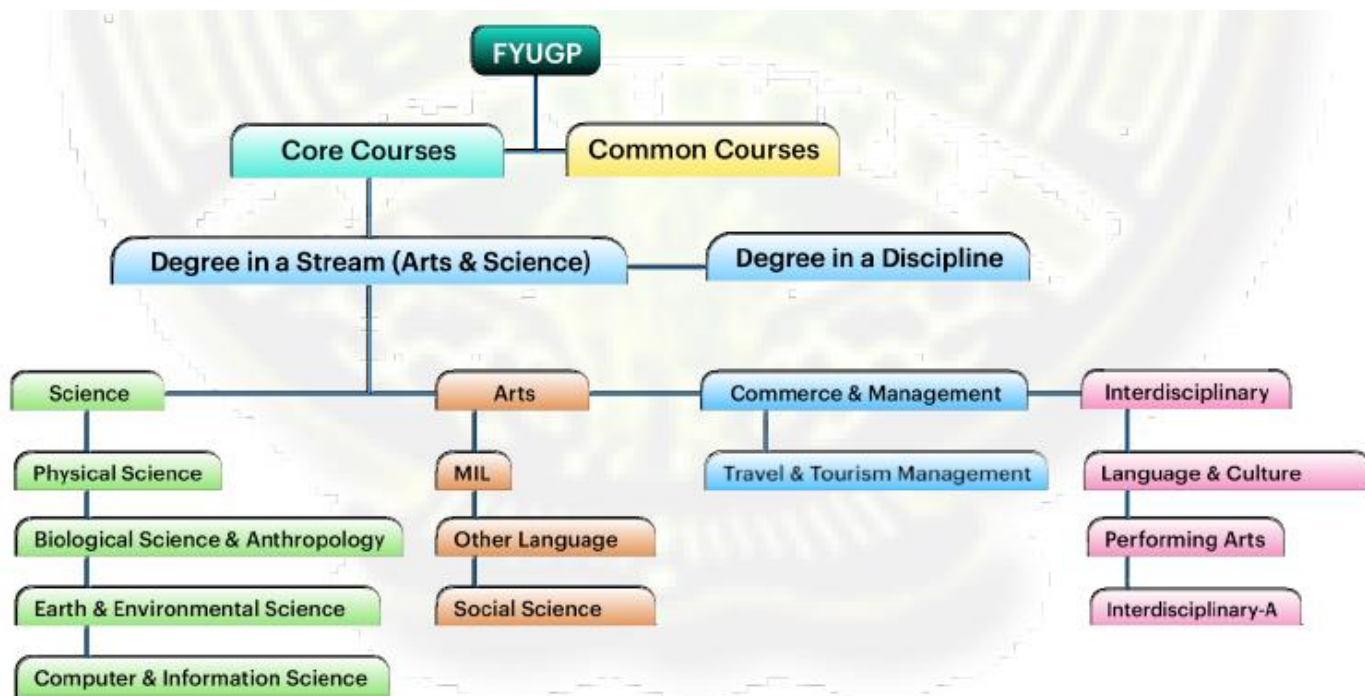 FYUGP
Core Courses
Common Courses
Degree in a Stream (Arts & Science)
Degree in a Discipline
Science
Arts
Commerce & Management
Interdisciplinary
Physical Science
MIL
Travel & Tourism Management
Language & Culture
Biological Science & Anthropology
Other Language
Performing Arts
Earth & Environmental Science
Social Science
Interdisciplinary-A
Computer & Information Science